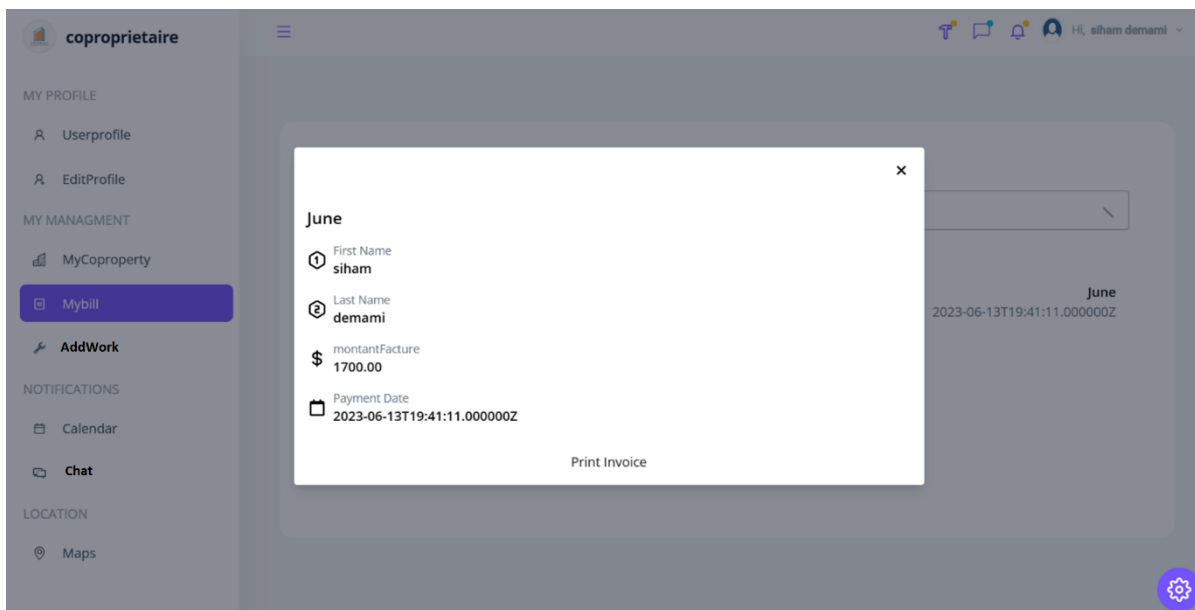 coproprietaire
Hi, siham demami
MY PROFILE
Userprofile
EditProfile
MY MANAGMENT
MyCoproperty
Mybill
AddWork
NOTIFICATIONS
Calendar
Chat
LOCATION
Maps
June
First Name
siham
Last Name
demami
montantFacture
1700.00
Payment Date
2023-06-13T19:41:11.000000Z
Print Invoice
June
2023-06-13T19:41:11.000000Z